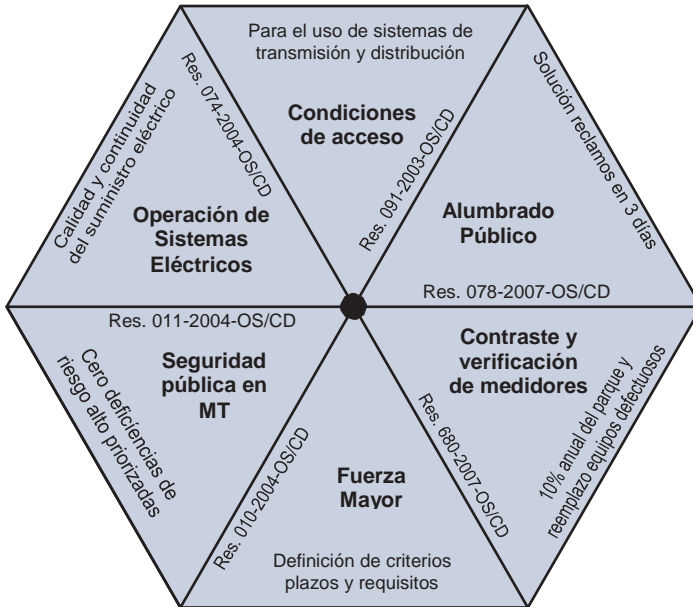 Para el uso de sistemas de
transmisión y distribución
Condiciones
de acceso
Res. 091-2003-OS/CD
Solución reclamos en 3 días
Alumbrado
Público
Res. 078-2007-OS/CD
Contraste y
verificación
de medidores
10% anual del parque y
reemplazo equipos defectuosos
Res. 680-2007-OS/CD
Fuerza
Mayor
Definición de criterios
plazos y requisitos
Res. 010-2004-OS/CD
Seguridad
pública en
MT
Cero deficiencias de
riesgo alto priorizadas
Res. 011-2004-OS/CD
Operación de
Sistemas
Eléctricos
Calidad y continuidad
del suministro eléctrico
Res. 074-2004-OS/CD